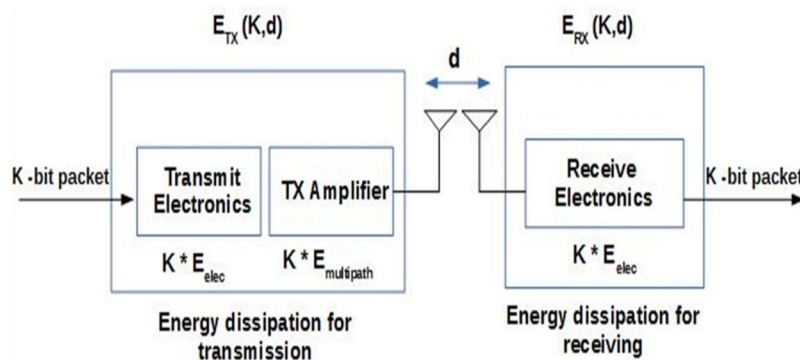 E_TX (K,d)
E_RX (K,d)
d
K -bit packet
Transmit
Electronics
TX Amplifier
Receive
Electronics
K -bit packet
K * E_elec
K * E_multipath
K * E_elec
Energy dissipation for
transmission
Energy dissipation for
receiving